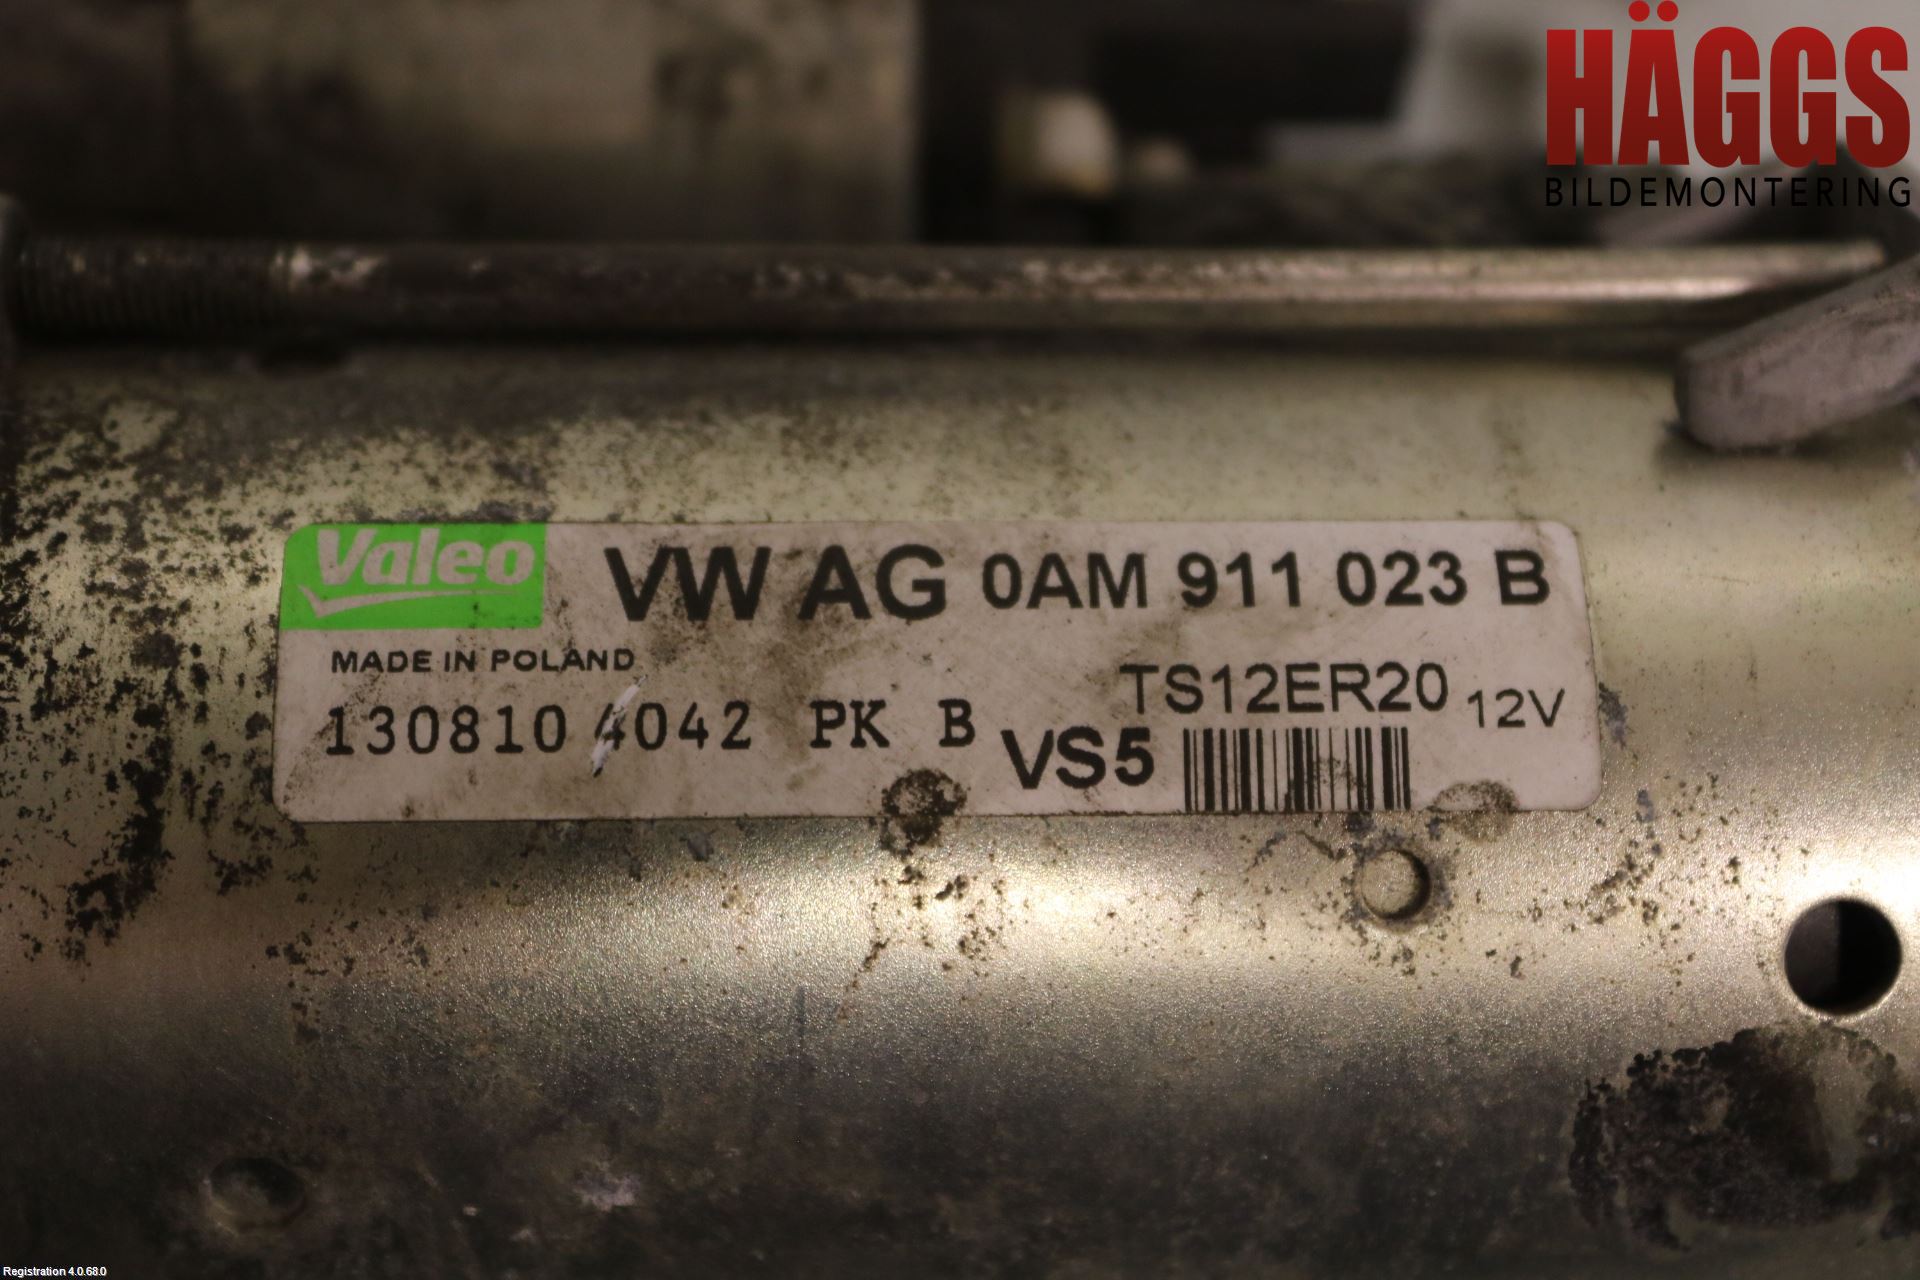 HÄGGS
BILDEMONTERING
Valeo VW AG 0AM 911 023 B
MADE IN POLAND
TS12ER20 12V
130810 4042 PK B VS5
Registration 4.0.68.0